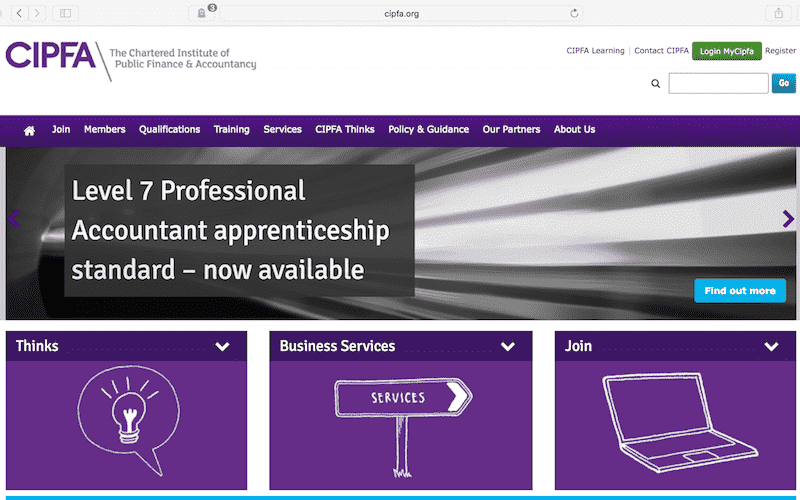 3
cipfa.org
CIPFA
The Chartered Institute of
Public Finance & Accountancy
CIPFA Learning | Contact CIPFA Login MyCipfa Register
Go
Join Members Qualifications Training Services CIPFA Thinks Policy & Guidance Our Partners About Us
Level 7 Professional
Accountant apprenticeship
standard – now available
Find out more
Thinks Business Services Join
SERVICES